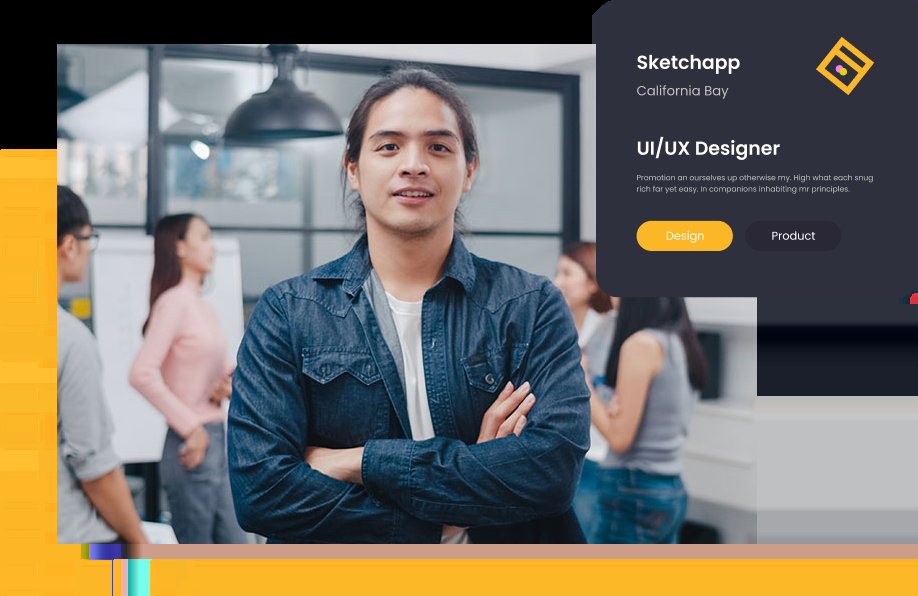 Sketchapp
California Bay
UI/UX Designer
Promotion an ourselves up otherwise my. High what each snug
rich far yet easy. In companions inhabiting mr principles.
Design
Product